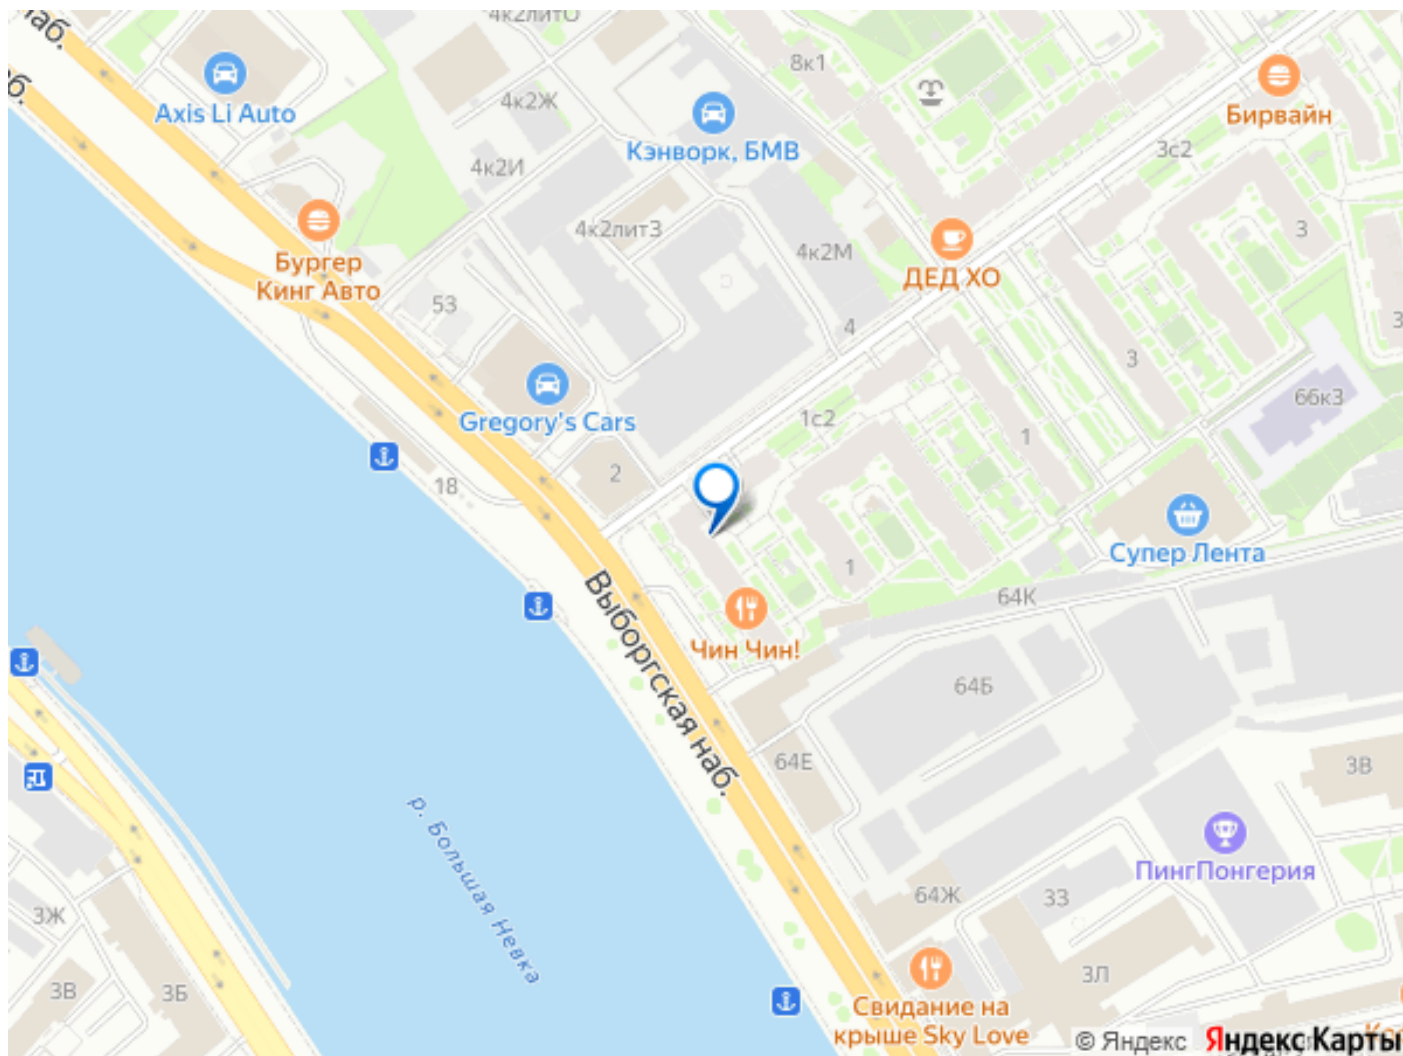 наб.
4к2литО
8к1
Axis Li Auto
4к2Ж
Кэнворк, БМВ
Бирвайн
3с2
4к2И
4к2литЗ
4к2М
3
Бургер
Кинг Авто
ДЕД ХО
53
4
3
3
66к3
Gregory's Cars
1с2
1
2
18
Супер Лента
1
64К
Выборгская наб.
Чин Чин!
64Б
64Е
3В
р. Большая Невка
ПингПонгерия
64Ж
33
3Ж
3Л
3В
3Б
Свидание на
крыше Sky Love
© Яндекс
Яндекс Карты